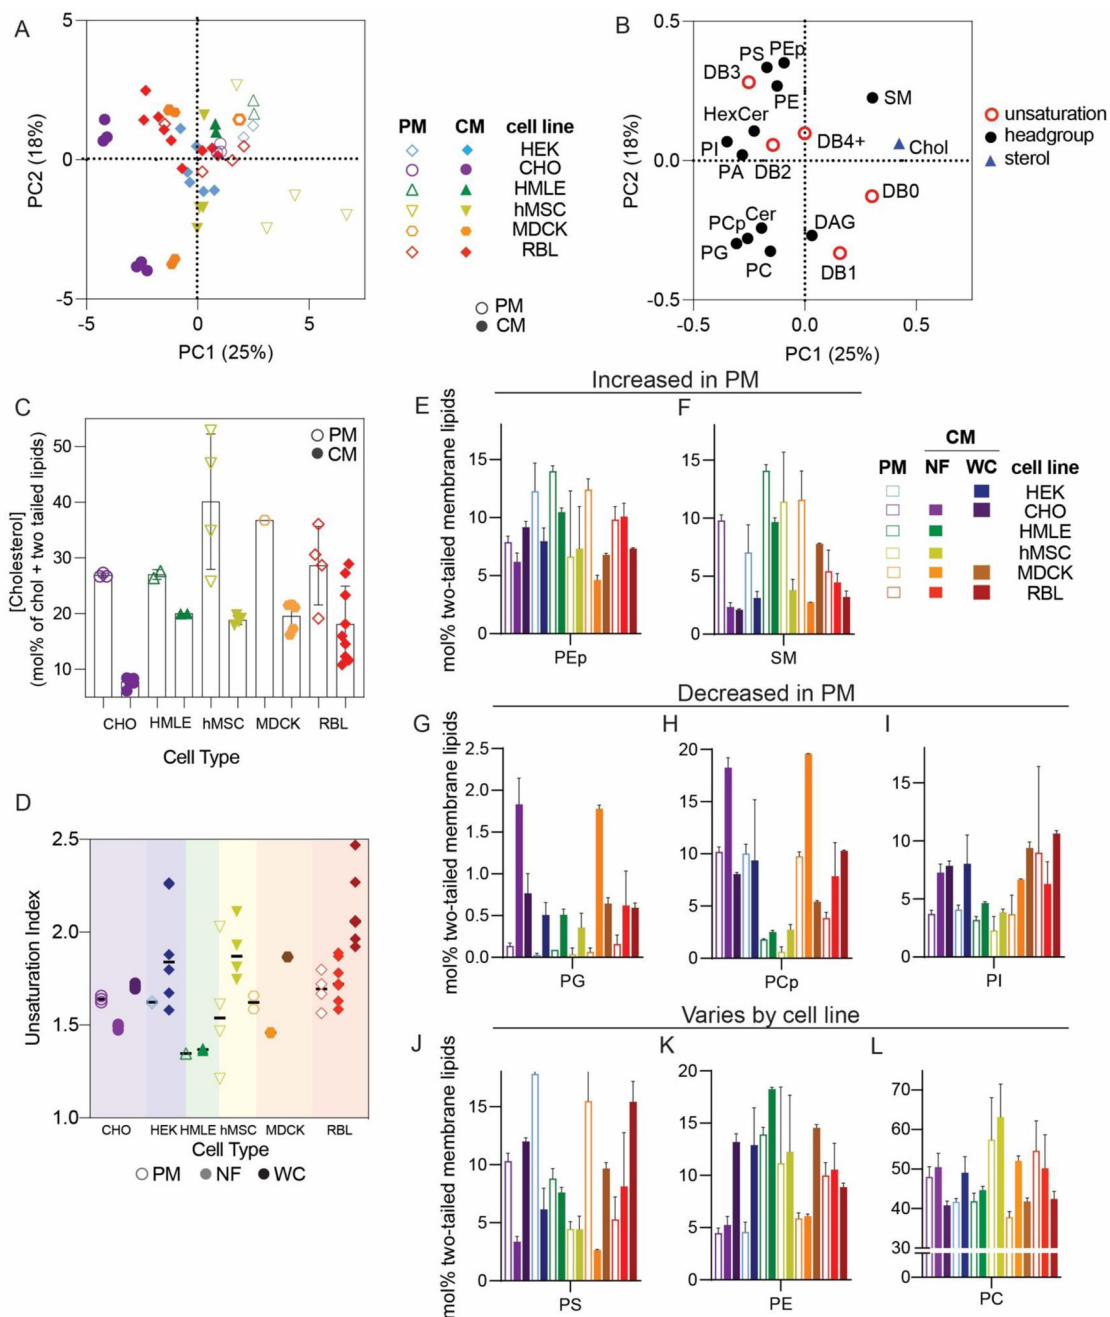 A
5
0
-5
-5
0
5
PC2 (18%)
PC1 (25%)
PM CM cell line
HEK
CHO
HMLE
hMSC
MDCK
RBL
PM
CM
B
0.5
0.0
-0.5
-0.5
0.0
0.5
PC2 (18%)
PC1 (25%)
PS PEp
DB3
PE
SM
HexCer
DB4+
Chol
PI
PA DB2
DB0
PCp Cer
DAG
PG
PC
DB1
unsaturation
headgroup
sterol
C
[Cholesterol]
(mol% of chol + two tailed lipids)
50
40
30
20
10
PM
CM
CHO HMLE hMSC MDCK RBL
Cell Type
D
Unsaturation Index
2.5
2.0
1.5
1.0
CHO HEK HMLE hMSC MDCK RBL
Cell Type
PM NF WC
Increased in PM
E
mol% two-tailed membrane lipids
15
10
5
0
PEp
F
15
10
5
0
SM
CM
PM NF WC cell line
HEK
CHO
HMLE
hMSC
MDCK
RBL
Decreased in PM
G
mol% two-tailed membrane lipids
2.5
2.0
1.5
1.0
0.5
0.0
PG
H
20
15
10
5
0
PCp
I
15
10
5
0
PI
Varies by cell line
J
mol% two-tailed membrane lipids
15
10
5
0
PS
K
20
15
10
5
0
PE
L
70
60
50
40
30
0
PC